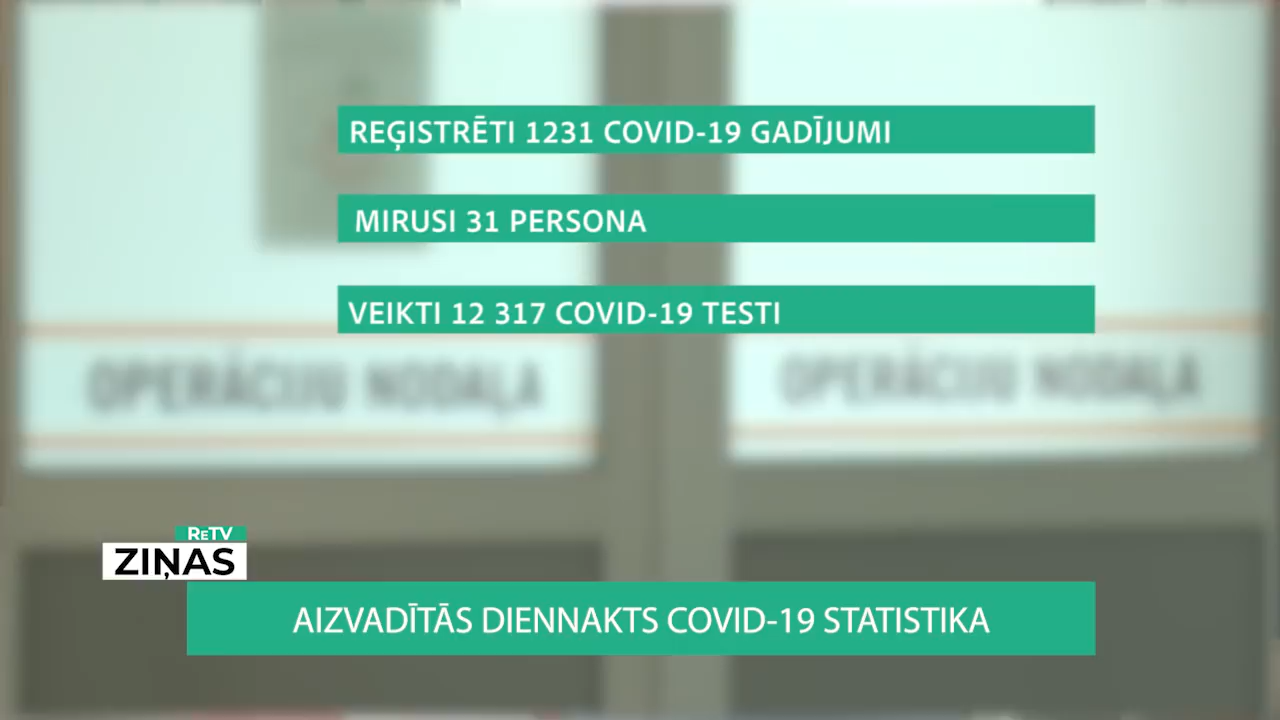 REĢISTRĒTI 1231 COVID-19 GADĪJUMI
MIRUSI 31 PERSONA
VEIKTI 12 317 COVID-19 TESTI
OPERĀCIJU NODAĻA
OPERĀCIJU NODAĻA
RETV
ZIŅAS
AIZVADĪTĀS DIENNAKTS COVID-19 STATISTIKA